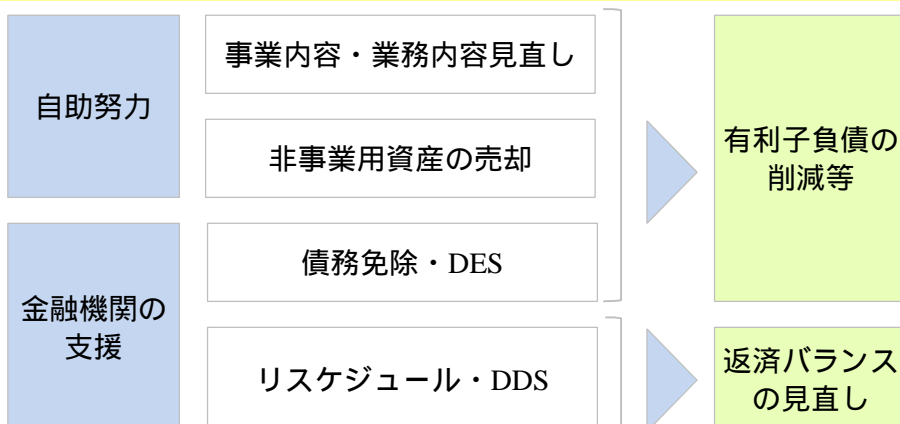 自助努力
事業内容・業務内容見直し
非事業用資産の売却
有利子負債の
削減等
金融機関の
支援
債務免除・DES
リスケジュール・DDS
返済バランス
の見直し